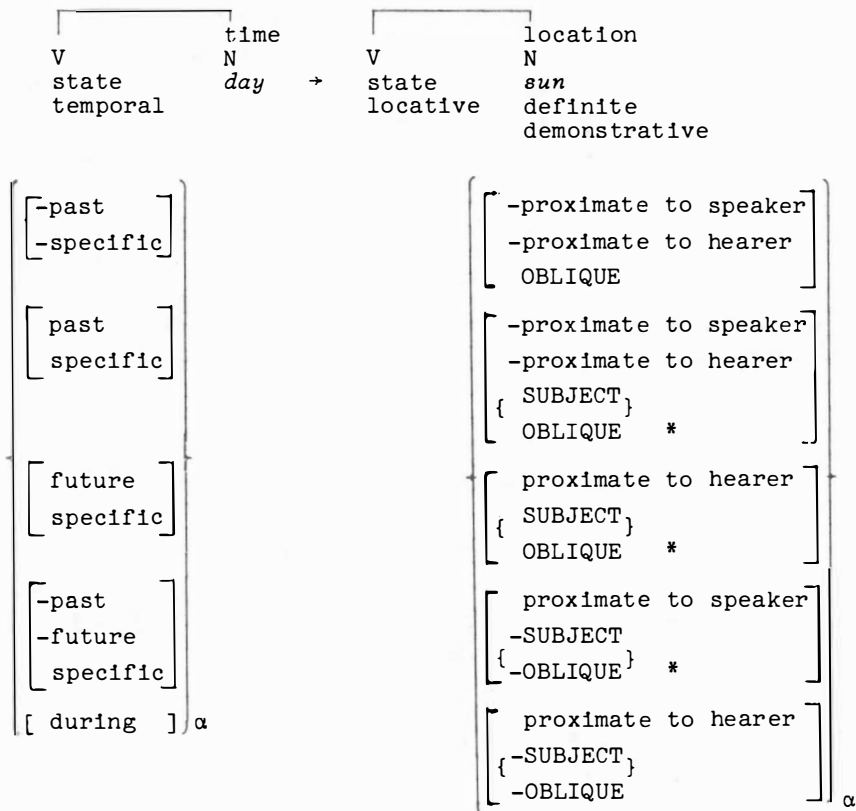 time location
V N V N
state day → state sun
temporal locative definite
demonstrative
-past
-specific
past
specific
future
specific
-past
-future
specific
[ during ] α
-proximate to speaker
-proximate to hearer
OBLIQUE
-proximate to speaker
-proximate to hearer
{ SUBJECT }
OBLIQUE *
proximate to hearer
{ SUBJECT }
OBLIQUE *
proximate to speaker
{ -SUBJECT }
-OBLIQUE *
proximate to hearer
{ -SUBJECT }
-OBLIQUE
α